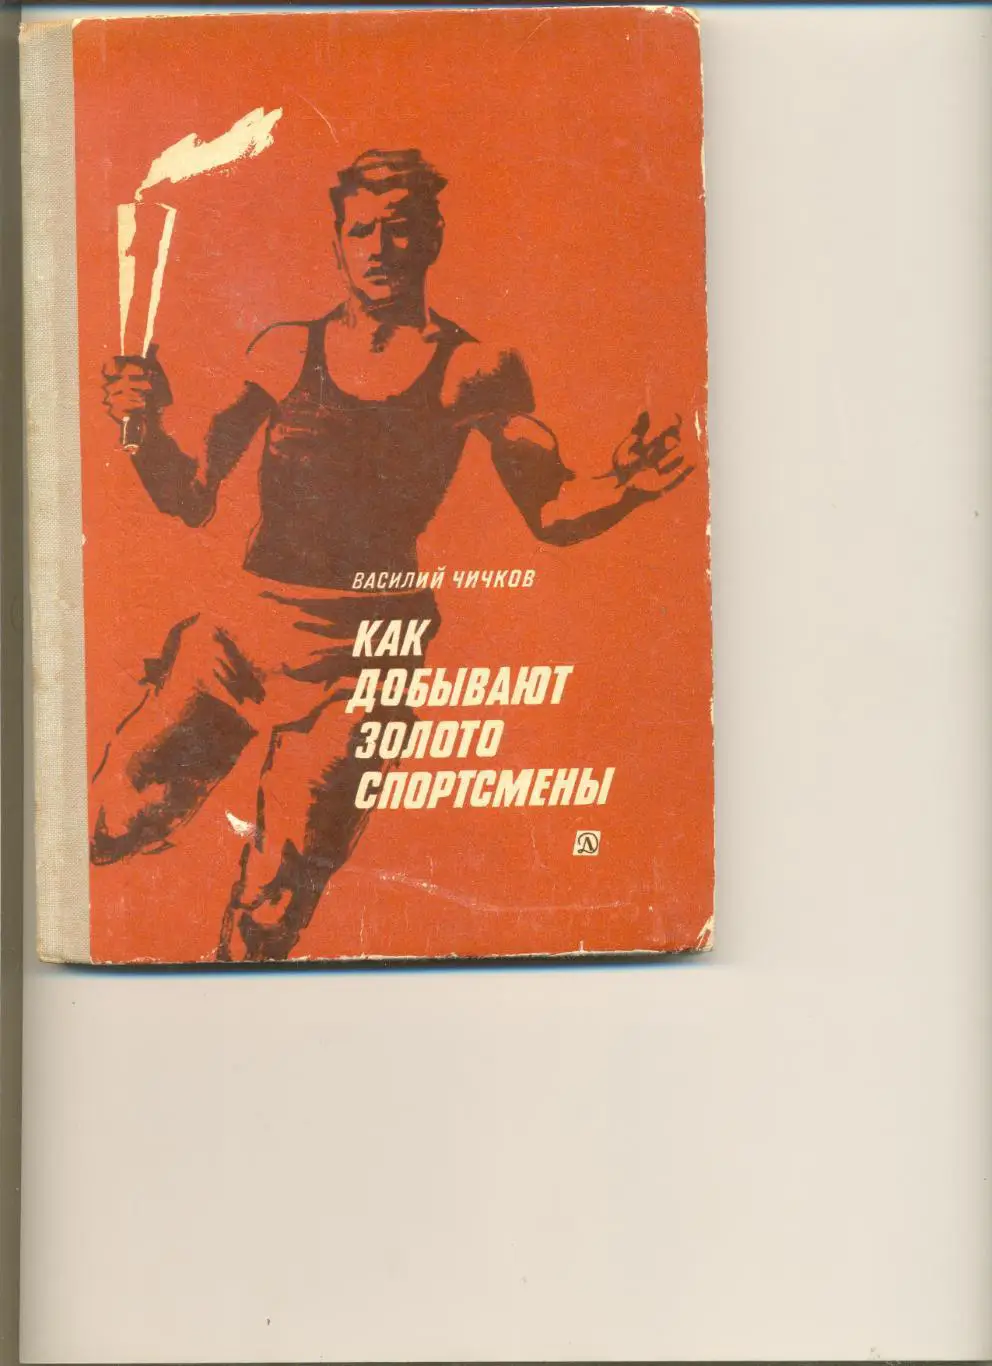 ВАСИЛИЙ ЧИЧКОВ
КАК
ДОБЫВАЮТ
ЗОЛОТО
СПОРТСМЕНЫ
Д